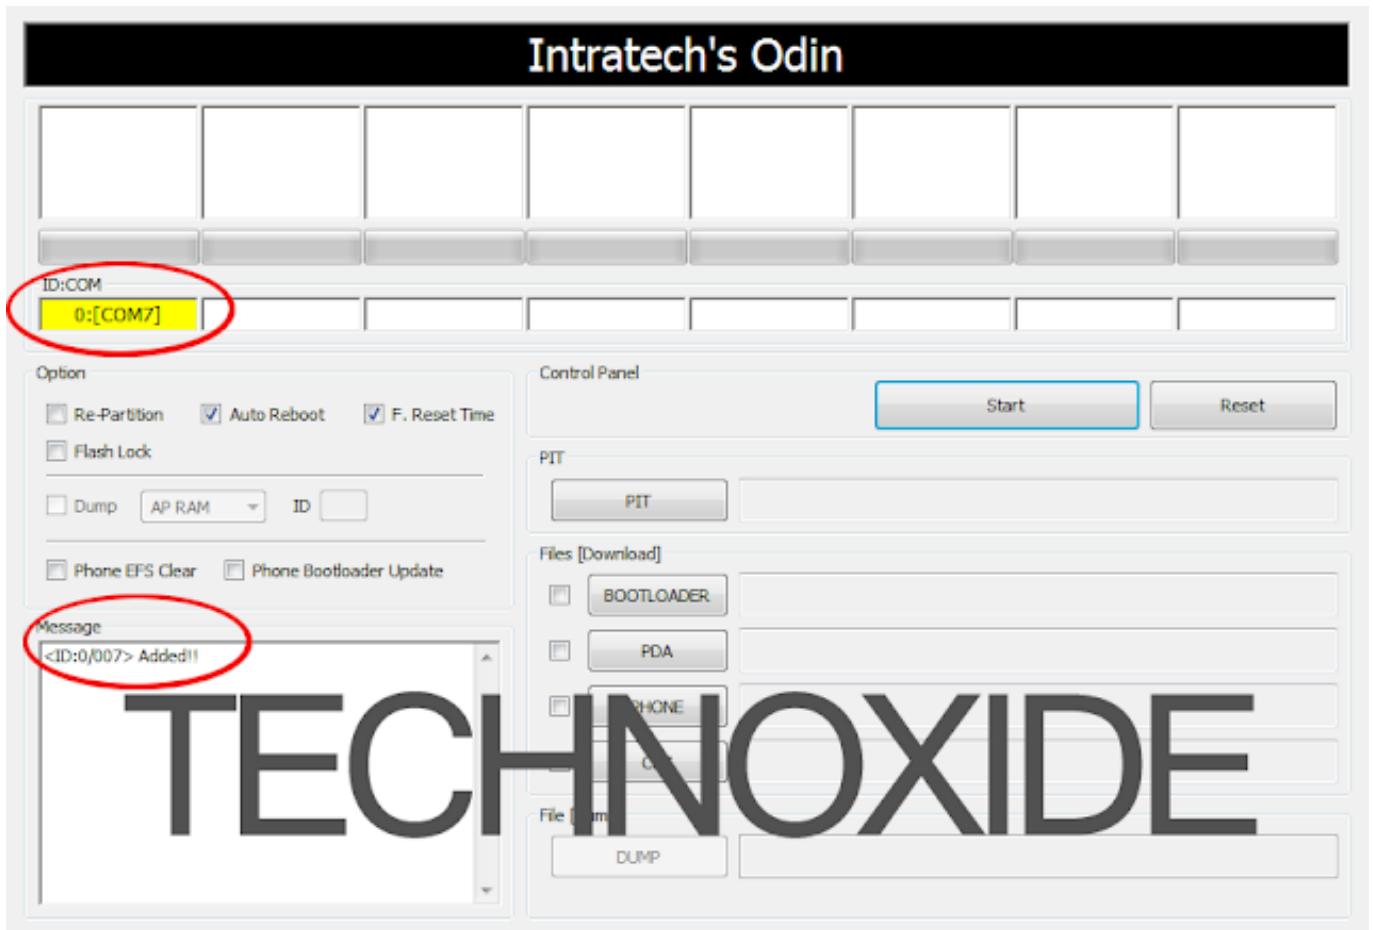 Intratech's Odin
ID:COM
0:[COM7]
Option
Re-Partition
Auto Reboot
F. Reset Time
Flash Lock
Dump
AP RAM
ID
Phone EFS Clear
Phone Bootloader Update
Message
<ID:0/007> Added!!
Control Panel
Start
Reset
PIT
PIT
Files [Download]
BOOTLOADER
PDA
PHONE
File
DUMP
TECHNOXIDE